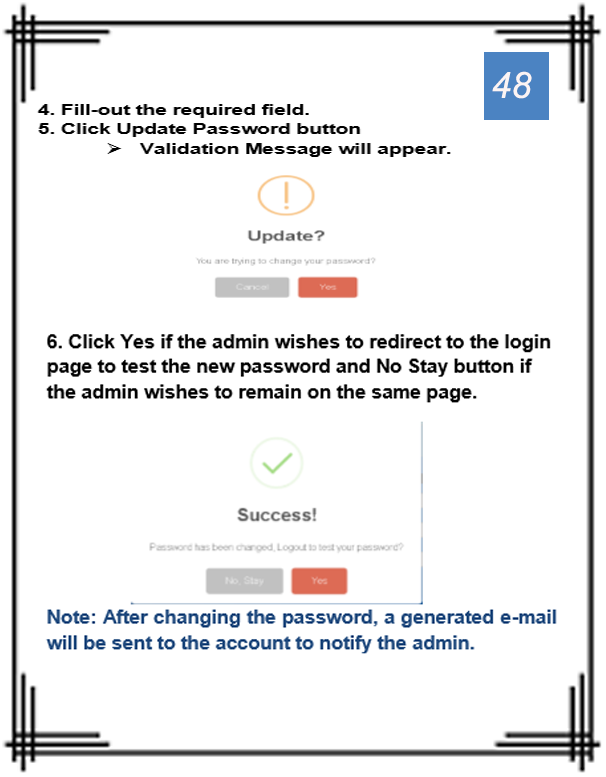 48
4. Fill-out the required field.
5. Click Update Password button
➢ Validation Message will appear.
Update?
You are trying to change your password?
Cancel Yes
6. Click Yes if the admin wishes to redirect to the login
page to test the new password and No Stay button if
the admin wishes to remain on the same page.
Success!
Password has been changed, Logout to test your password?
No, Stay Yes
Note: After changing the password, a generated e-mail
will be sent to the account to notify the admin.